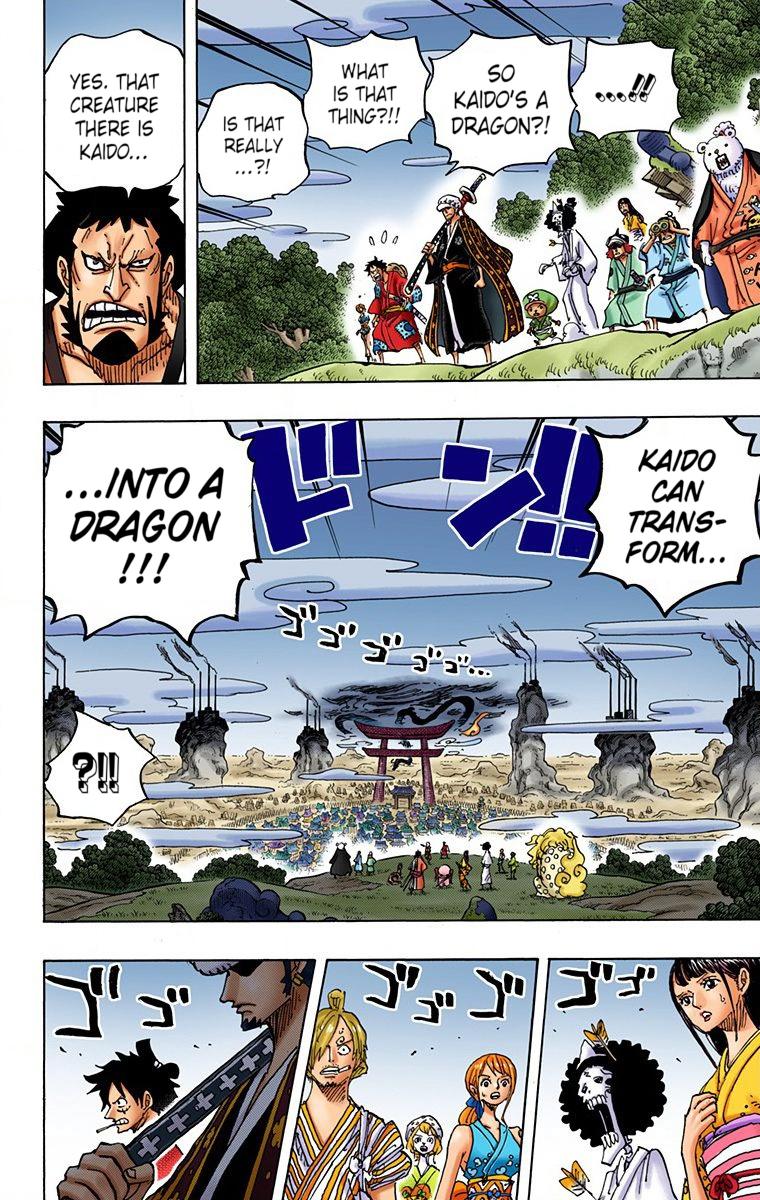 ...!!
SO
KAIDO'S A
DRAGON?!
WHAT
IS THAT
THING?!!
IS THAT
REALLY
...?!
YES. THAT
CREATURE
THERE IS
KAIDO...
KAIDO
CAN
TRANS-
FORM...
ドン!!
...INTO A
DRAGON
!!!
ゴゴゴゴゴ...
?!!
ゴゴ
ゴゴゴ
ゴゴ